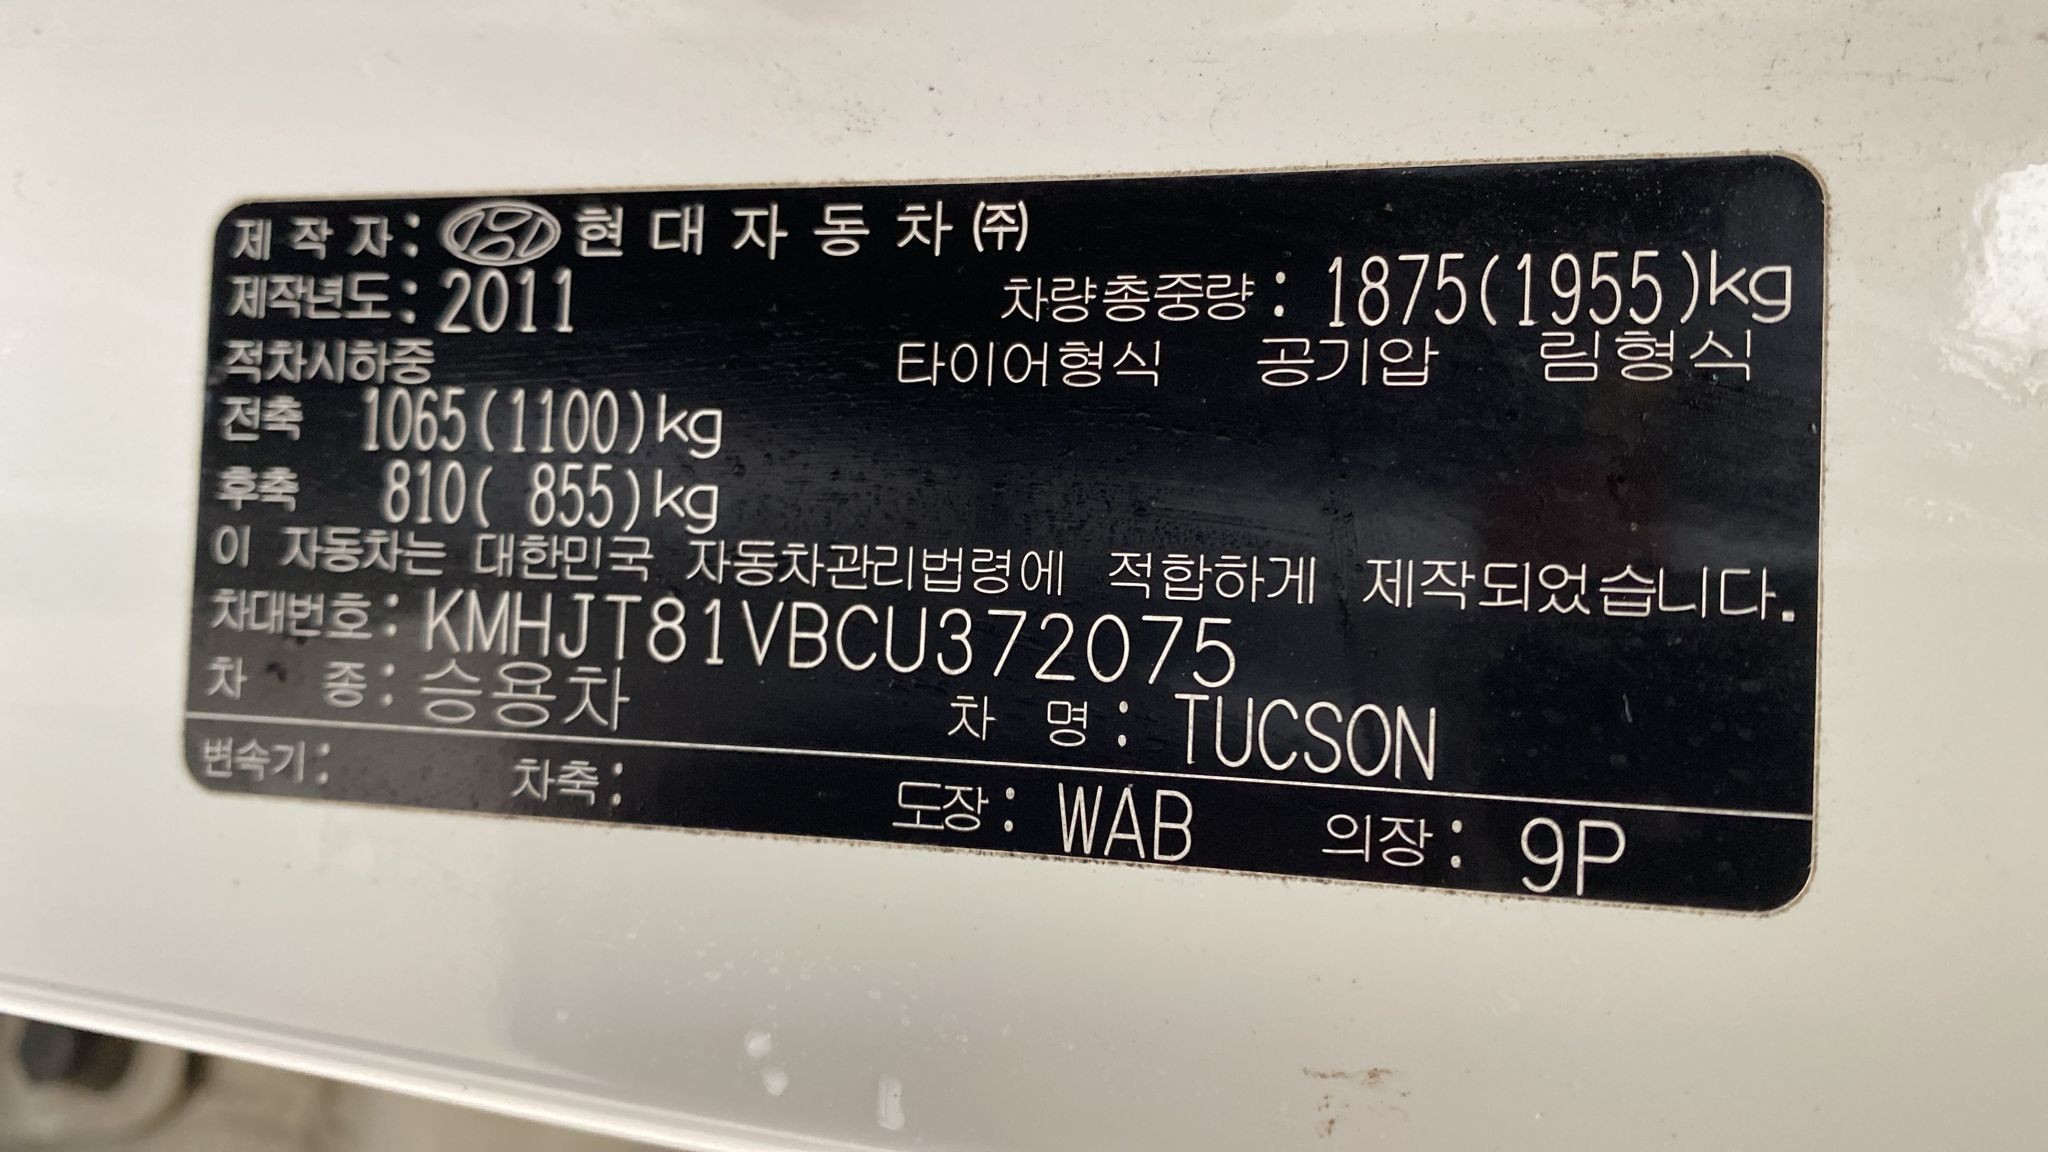 제 작 자: 현 대 자 동 차 ㈜
제작년도: 2011 차량총중량: 1875(1955)kg
적차시하중 타이어형식 공기압 림형식
전축 1065(1100)kg
후축 810( 855)kg
이 자동차는 대한민국 자동차관리법령에 적합하게 제작되었습니다.
차대번호: KMHJT81VBCU372075
차 종: 승용차 차 명: TUCSON
변속기: 차축: 도장: WAB 의장: 9P